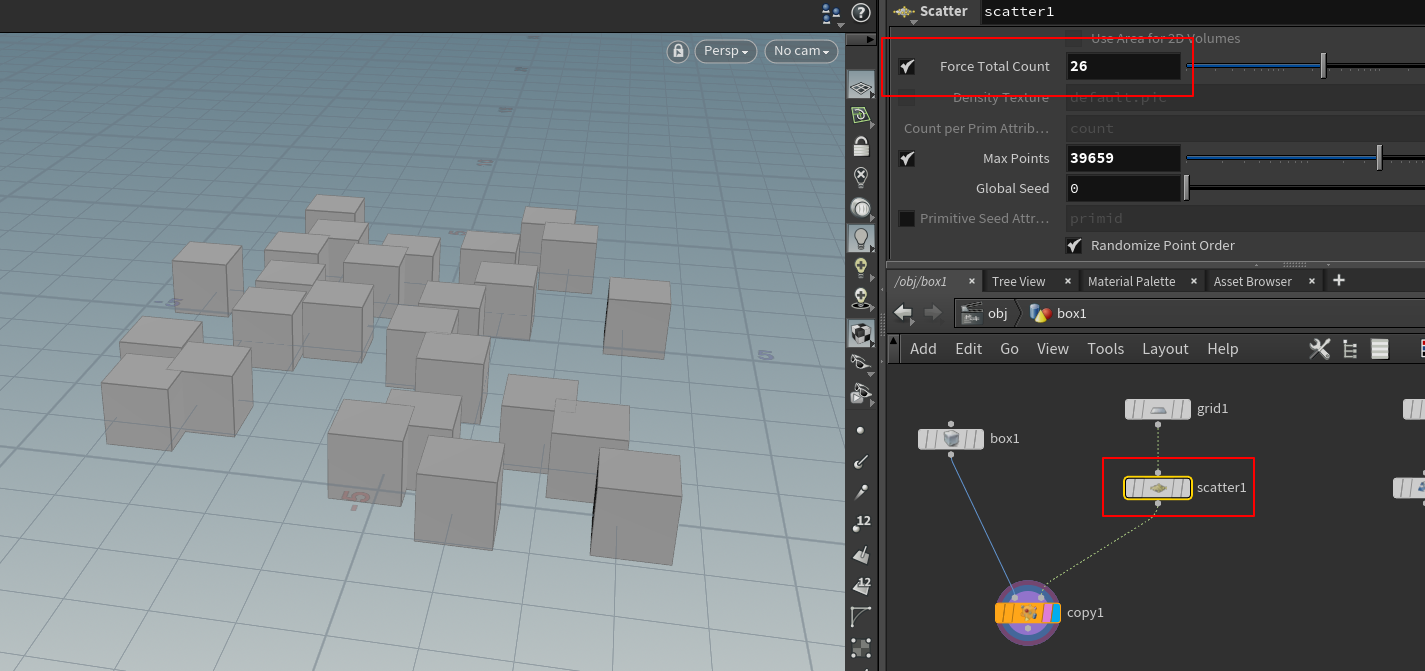 Scatter scatter1
Persp
No cam
Use Area for 2D Volumes
Force Total Count 26
Density Texture default.pic
Count per Prim Attrib... count
Max Points 39659
Global Seed 0
Primitive Seed Attr... primid
Randomize Point Order
/obj/box1 × Tree View × Material Palette × Asset Browser × +
obj box1
Add Edit Go View Tools Layout Help
5
5
12
12
grid1
box1
scatter1
copy1